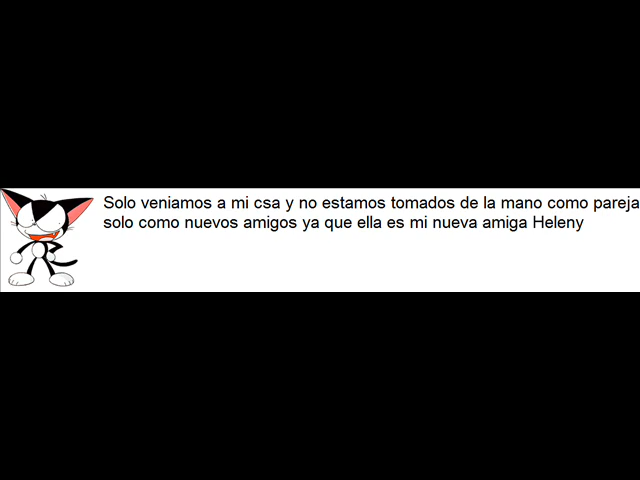 Solo veniamos a mi csa y no estamos tomados de la mano como pareja
solo como nuevos amigos ya que ella es mi nueva amiga Heleny